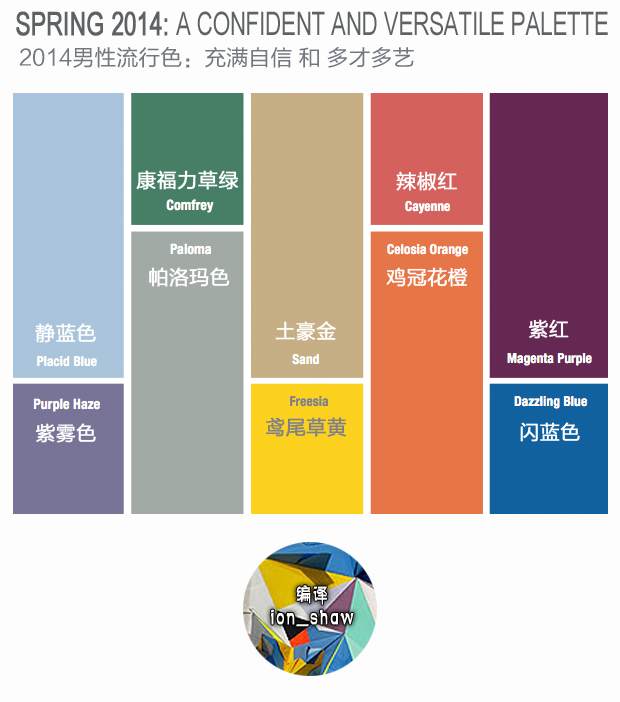 SPRING 2014: A CONFIDENT AND VERSATILE PALETTE
2014男性流行色：充满自信 和 多才多艺
静蓝色
Placid Blue
Purple Haze
紫雾色
康福力草绿
Comfrey
Paloma
帕洛玛色
土豪金
Sand
Freesia
鸢尾草黄
辣椒红
Cayenne
Celosia Orange
鸡冠花橙
紫红
Magenta Purple
Dazzling Blue
闪蓝色
编译
ion_shaw